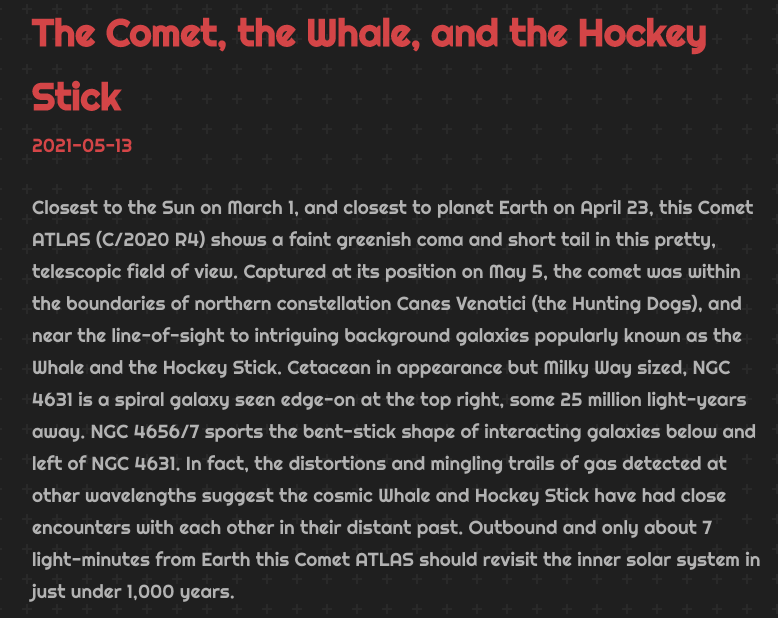 The Comet, the Whale, and the Hockey
Stick
2021-05-13
Closest to the Sun on March 1, and closest to planet Earth on April 23, this Comet
ATLAS (C/2020 R4) shows a faint greenish coma and short tail in this pretty,
telescopic field of view. Captured at its position on May 5, the comet was within
the boundaries of northern constellation Canes Venatici (the Hunting Dogs), and
near the line-of-sight to intriguing background galaxies popularly known as the
Whale and the Hockey Stick. Cetacean in appearance but Milky Way sized, NGC
4631 is a spiral galaxy seen edge-on at the top right, some 25 million light-years
away. NGC 4656/7 sports the bent-stick shape of interacting galaxies below and
left of NGC 4631. In fact, the distortions and mingling trails of gas detected at
other wavelengths suggest the cosmic Whale and Hockey Stick have had close
encounters with each other in their distant past. Outbound and only about 7
light-minutes from Earth this Comet ATLAS should revisit the inner solar system in
just under 1,000 years.